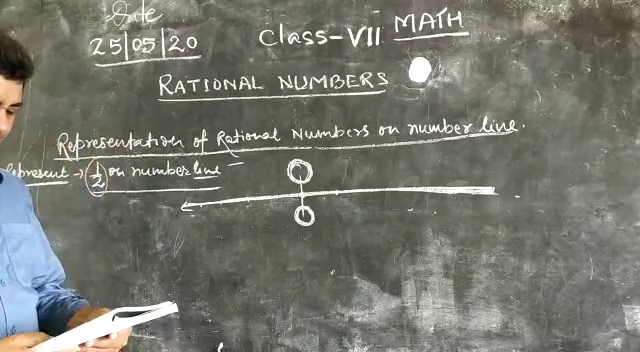 Date
25|05|20
Class-VII MATH
RATIONAL NUMBERS
Representation of Rational Numbers on number line.
Represent → 1/2 on number line
0
0